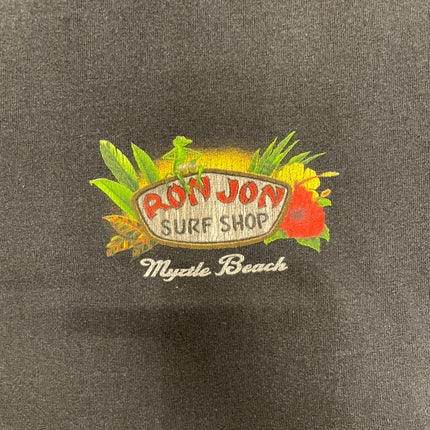 RON JON
SURF SHOP
Myrtle Beach